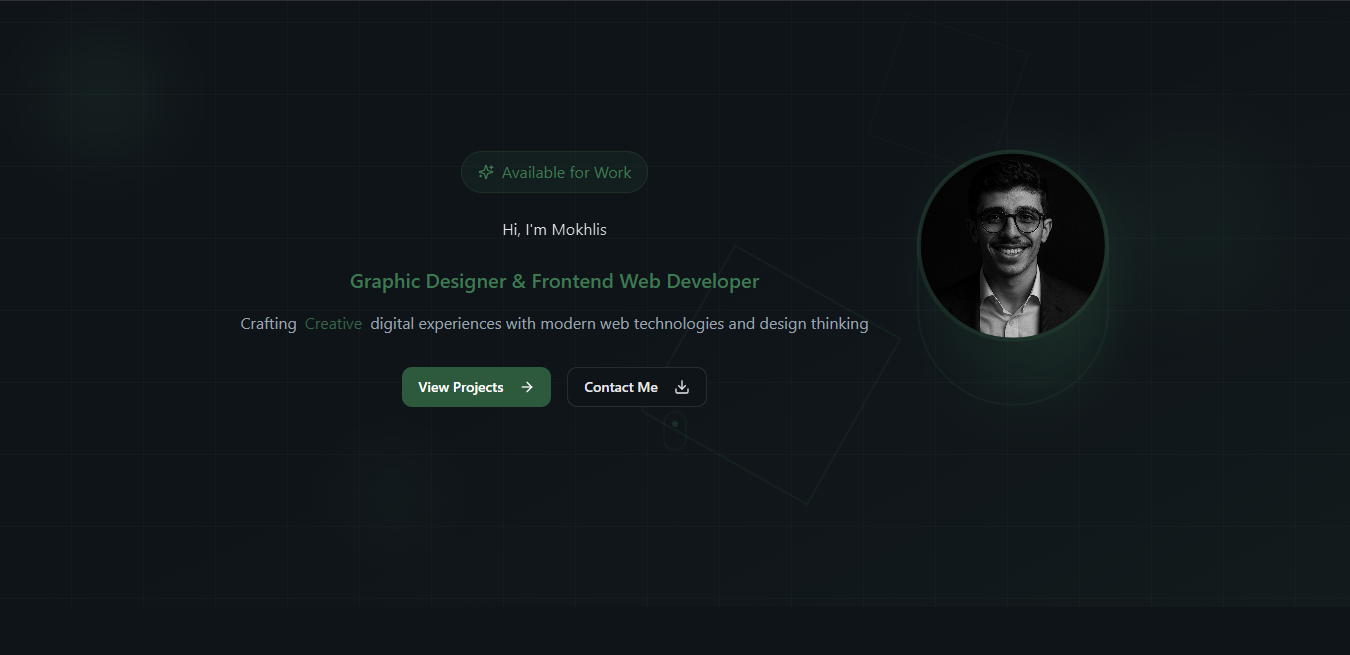 Available for Work
Hi, I'm Mokhlis
Graphic Designer & Frontend Web Developer
Crafting Creative digital experiences with modern web technologies and design thinking
View Projects
Contact Me